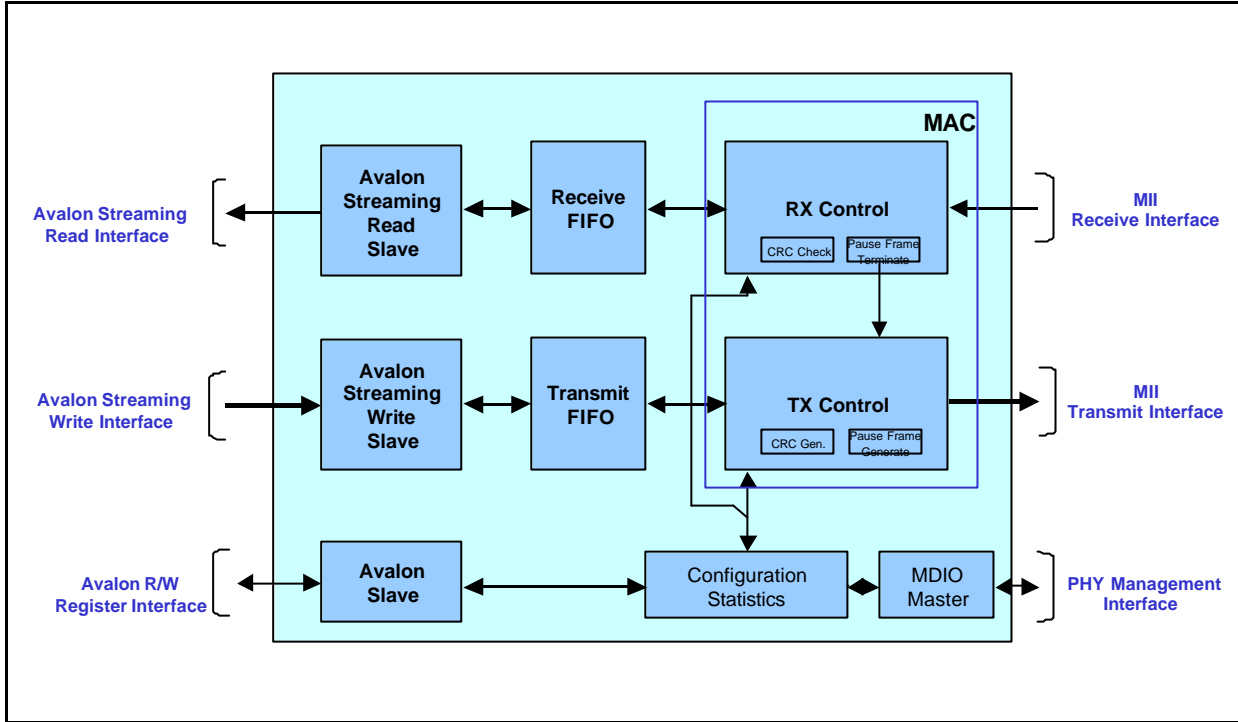 MAC
Avalon Streaming
Read Interface
Avalon
Streaming
Read
Slave
Receive
FIFO
RX Control
CRC Check
Pause Frame
Terminate
MII
Receive Interface
Avalon Streaming
Write Interface
Avalon
Streaming
Write
Slave
Transmit
FIFO
TX Control
CRC Gen.
Pause Frame
Generate
MII
Transmit Interface
Avalon R/W
Register Interface
Avalon
Slave
Configuration
Statistics
MDIO
Master
PHY Management
Interface